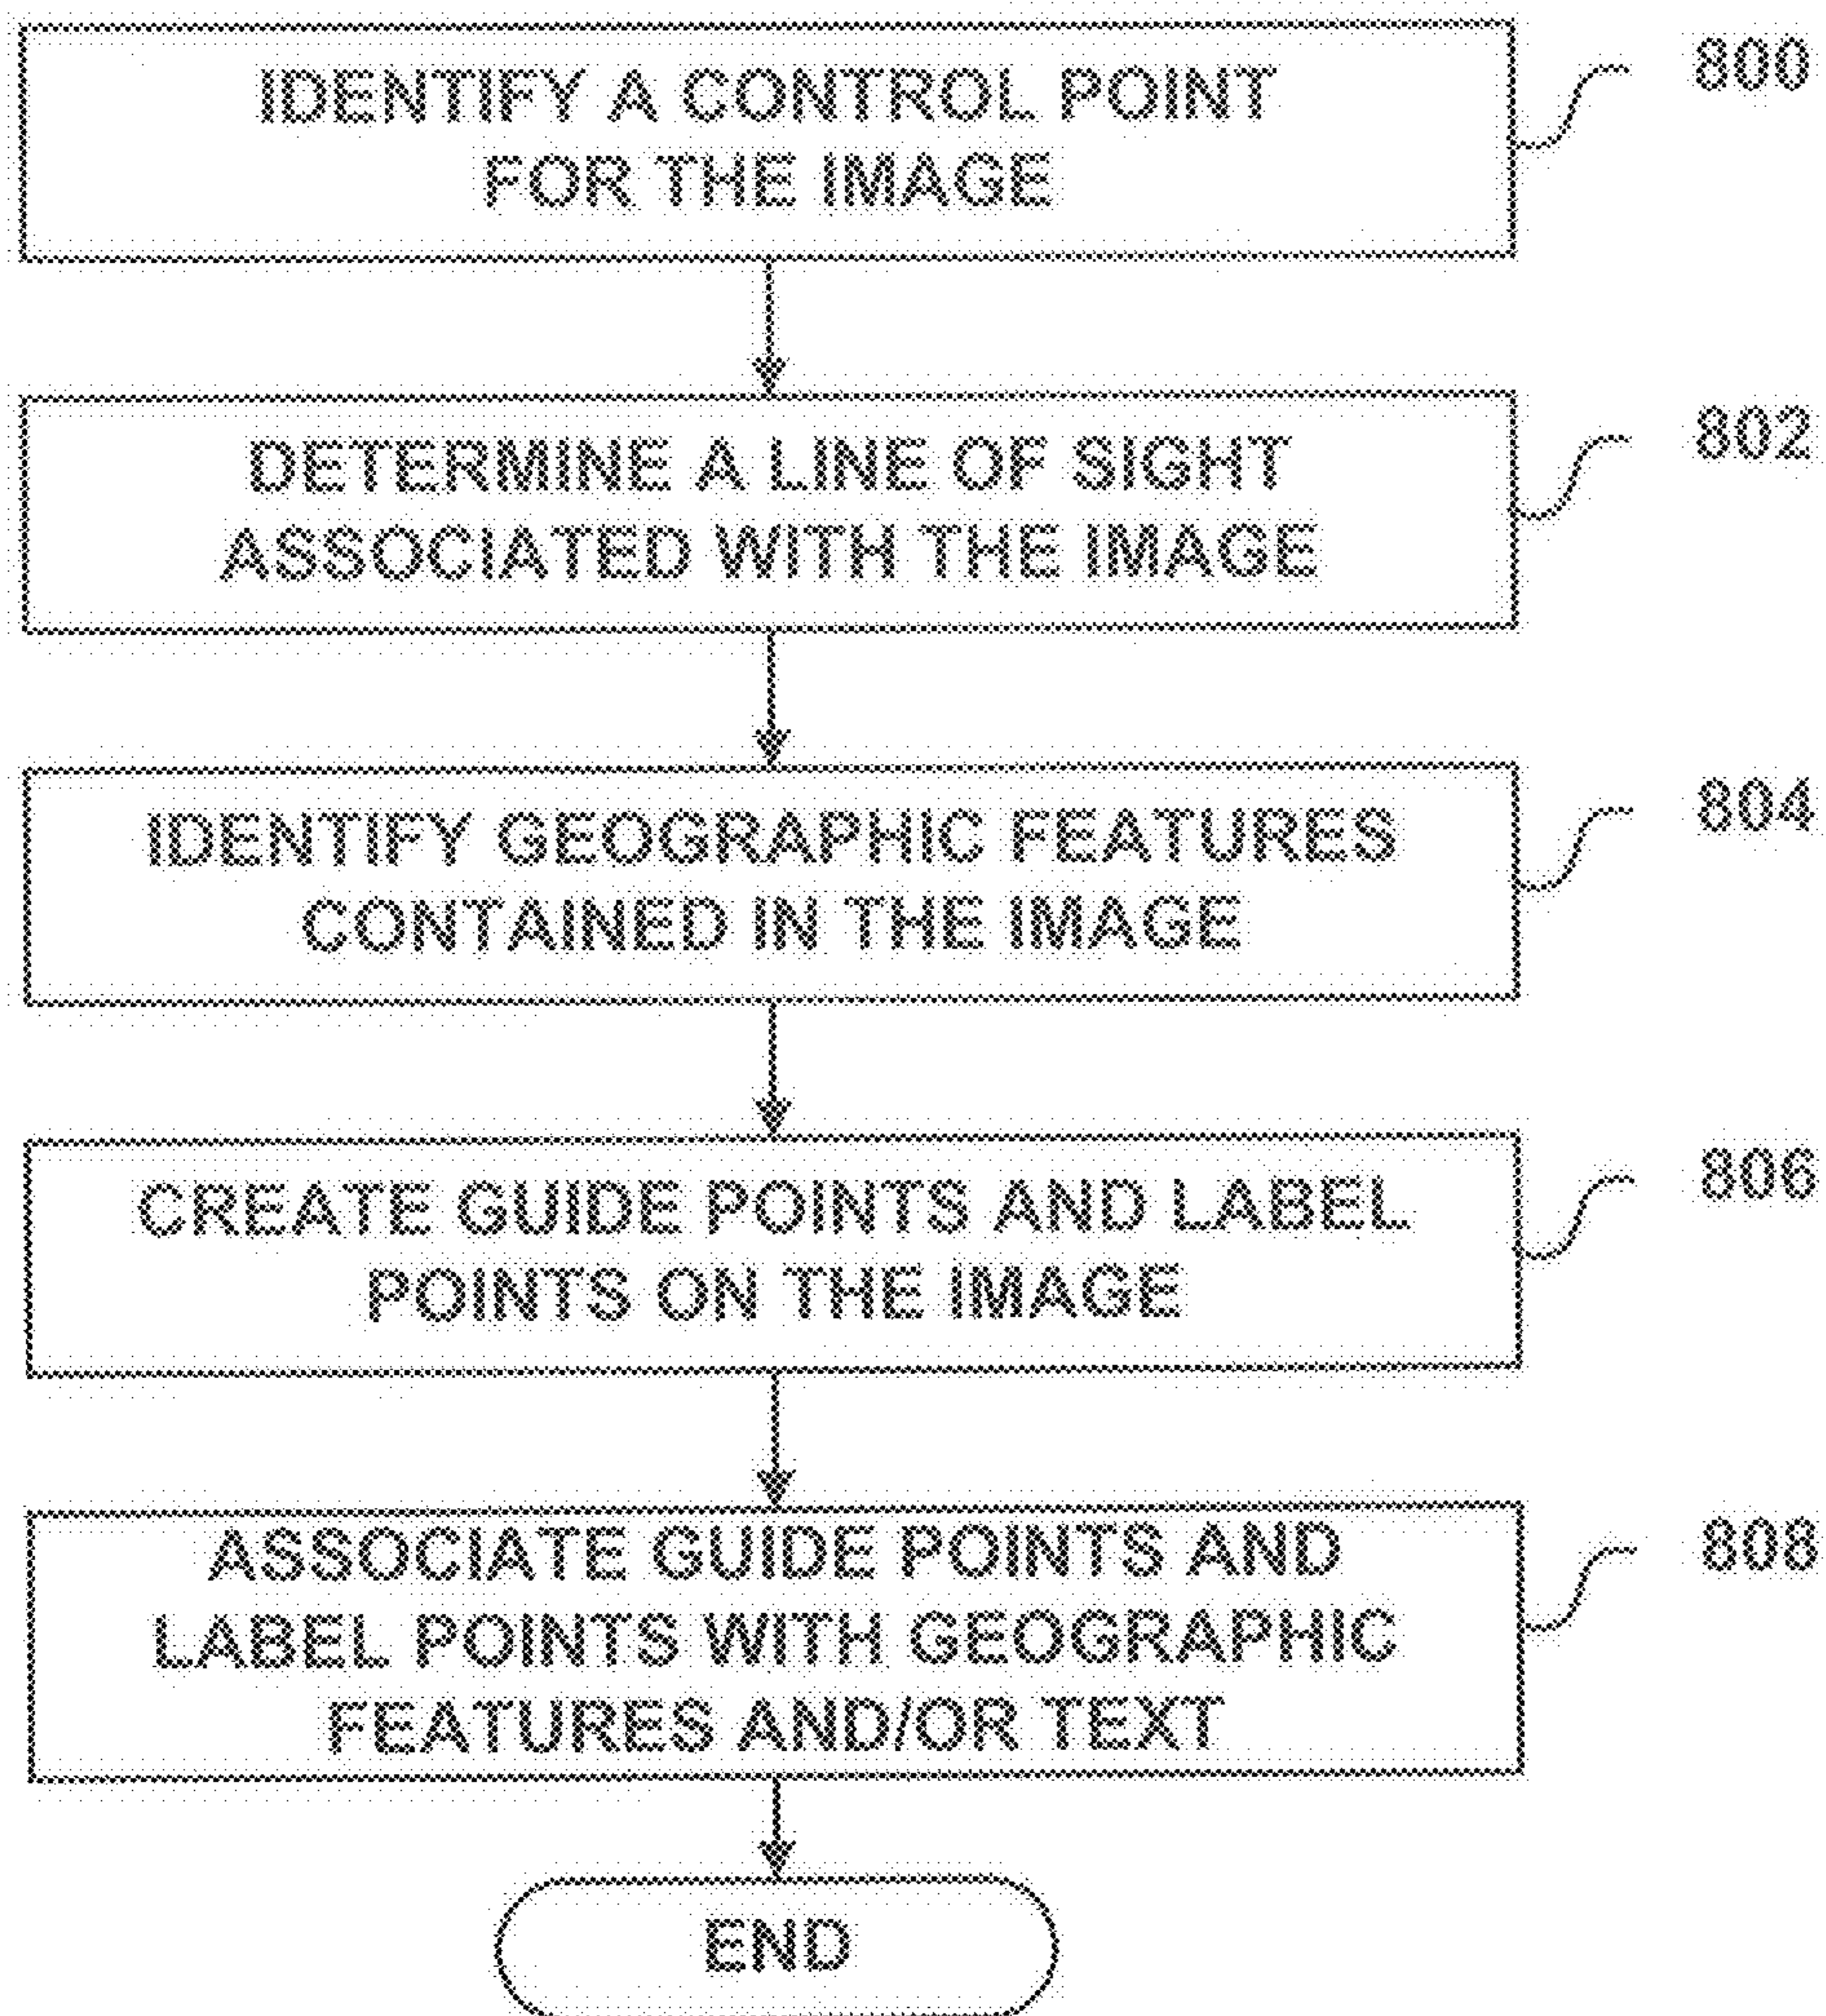 IDENTIFY A CONTROL POINT
FOR THE IMAGE
800
DETERMINE A LINE OF SIGHT
ASSOCIATED WITH THE IMAGE
802
IDENTIFY GEOGRAPHIC FEATURES
CONTAINED IN THE IMAGE
804
CREATE GUIDE POINTS AND LABEL
POINTS ON THE IMAGE
806
ASSOCIATE GUIDE POINTS AND
LABEL POINTS WITH GEOGRAPHIC
FEATURES AND/OR TEXT
808
END